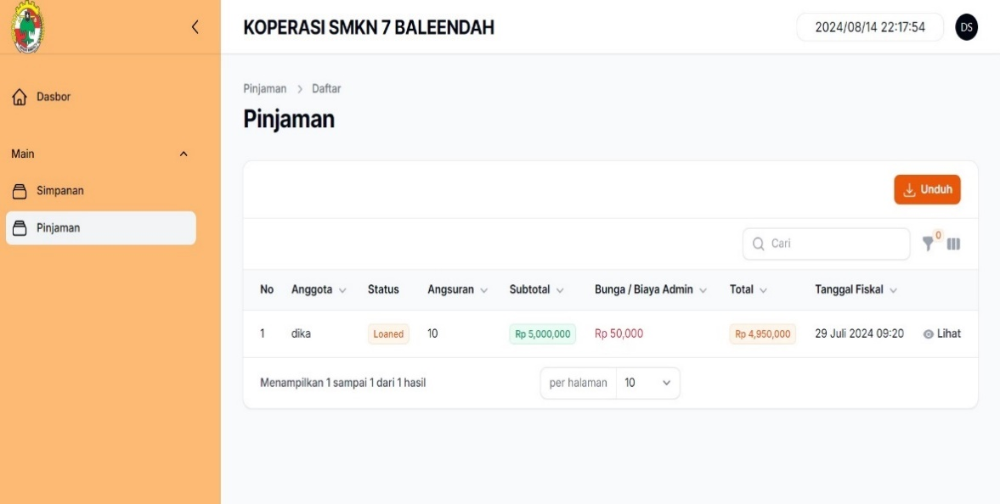 KOPERASI SMKN 7 BALEENDAH
2024/08/14 22:17:54
DS
Dasbor
Main
Simpanan
Pinjaman
Pinjaman > Daftar
Pinjaman
Unduh
Cari
0
No Anggota Status Angsuran Subtotal Bunga / Biaya Admin Total Tanggal Fiskal
1 dika Loaned 10 Rp 5,000,000 Rp 50,000 Rp 4,950,000 29 Juli 2024 09:20 Lihat
Menampilkan 1 sampai 1 dari 1 hasil
per halaman 10